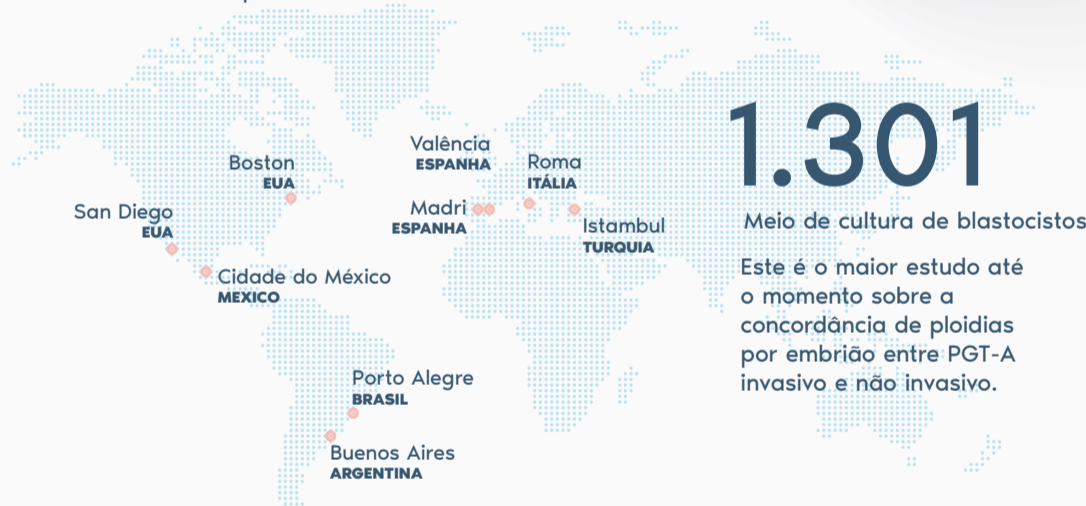 Boston
EUA
San Diego
EUA
Cidade do México
MEXICO
Valência
ESPANHA
Madri
ESPANHA
Roma
ITÁLIA
Istambul
TURQUIA
Porto Alegre
BRASIL
Buenos Aires
ARGENTINA
1.301
Meio de cultura de blastocistos
Este é o maior estudo até
o momento sobre a
concordância de ploidias
por embrião entre PGT-A
invasivo e não invasivo.